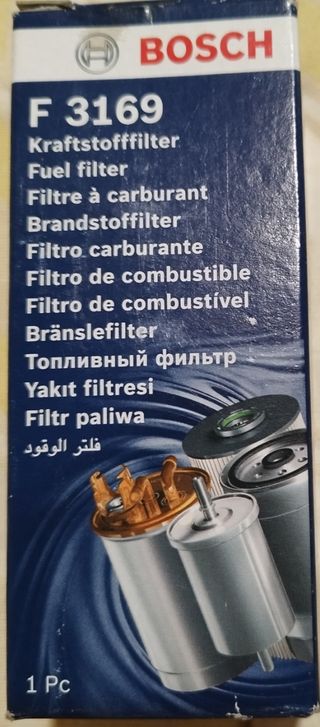 BOSCH
F 3169
Kraftstofffilter
Fuel filter
Filtre à carburant
Brandstoffilter
Filtro carburante
Filtro de combustible
Filtro de combustível
Bränslefilter
Топливный фильтр
Yakıt filtresi
Filtr paliwa
فلتر الوقود
1 Pc